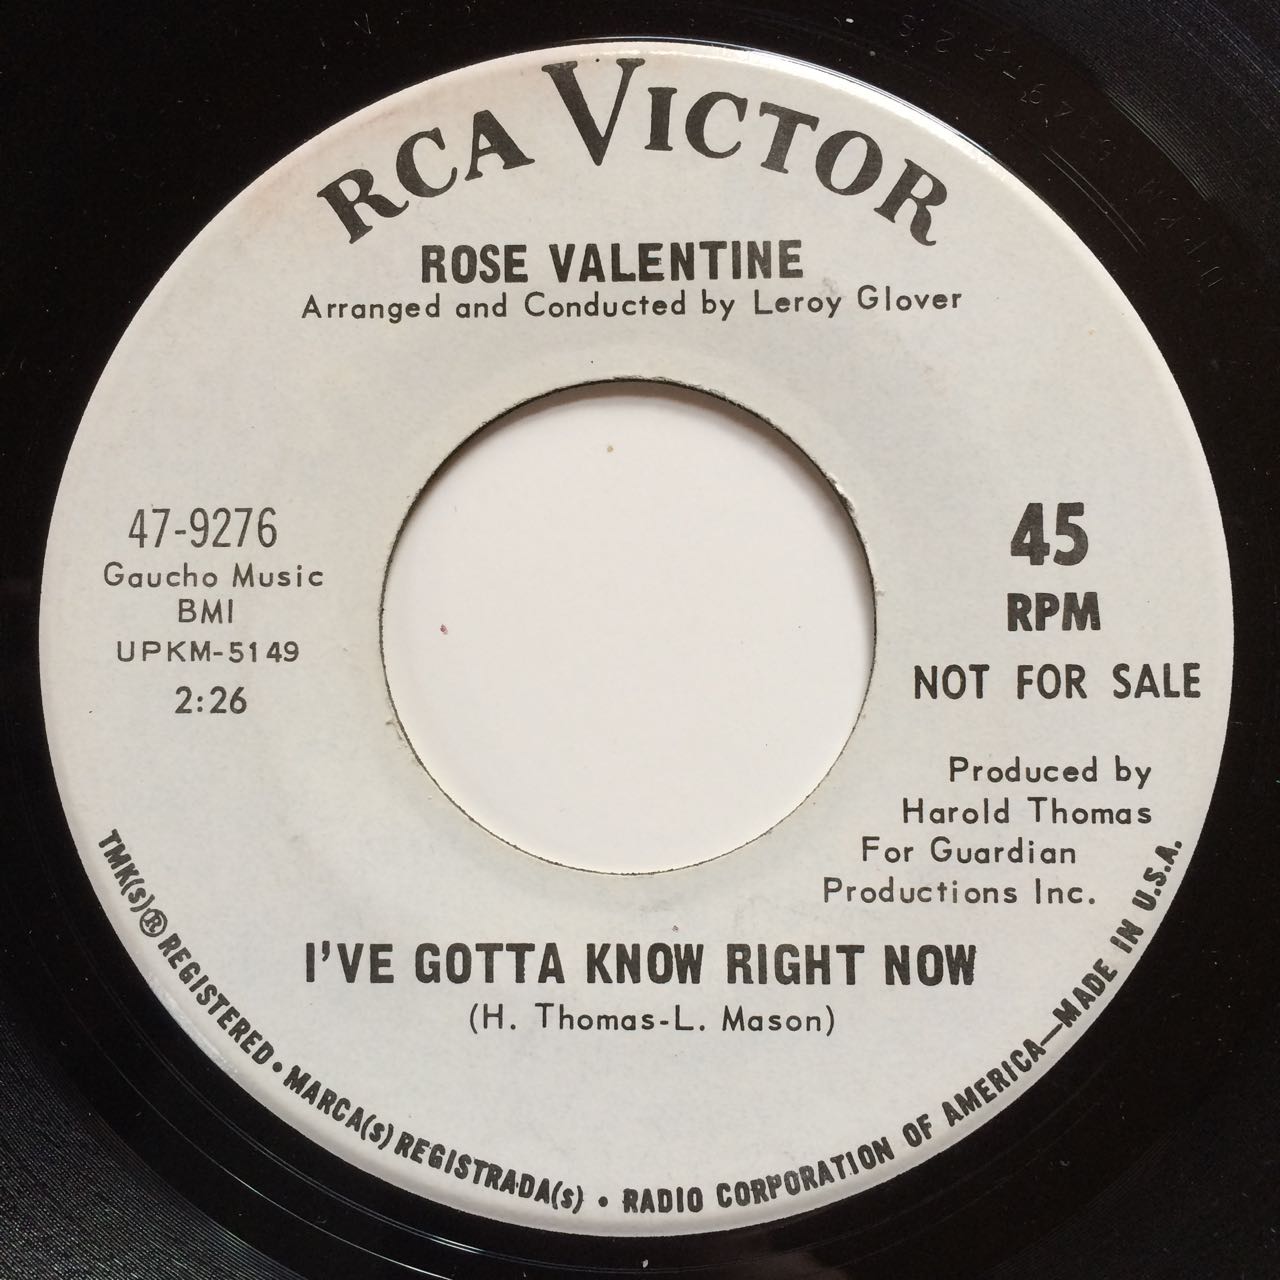 RCA VICTOR
ROSE VALENTINE
Arranged and Conducted by Leroy Glover
47-9276
Gaucho Music
BMI
UPKM-5149
2:26
45
RPM
NOT FOR SALE
Produced by
Harold Thomas
For Guardian
Productions Inc.
I'VE GOTTA KNOW RIGHT NOW
(H. Thomas-L. Mason)
TMK(s)® REGISTERED • MARCA(s) REGISTRADA(s) • RADIO CORPORATION OF AMERICA—MADE IN U.S.A.